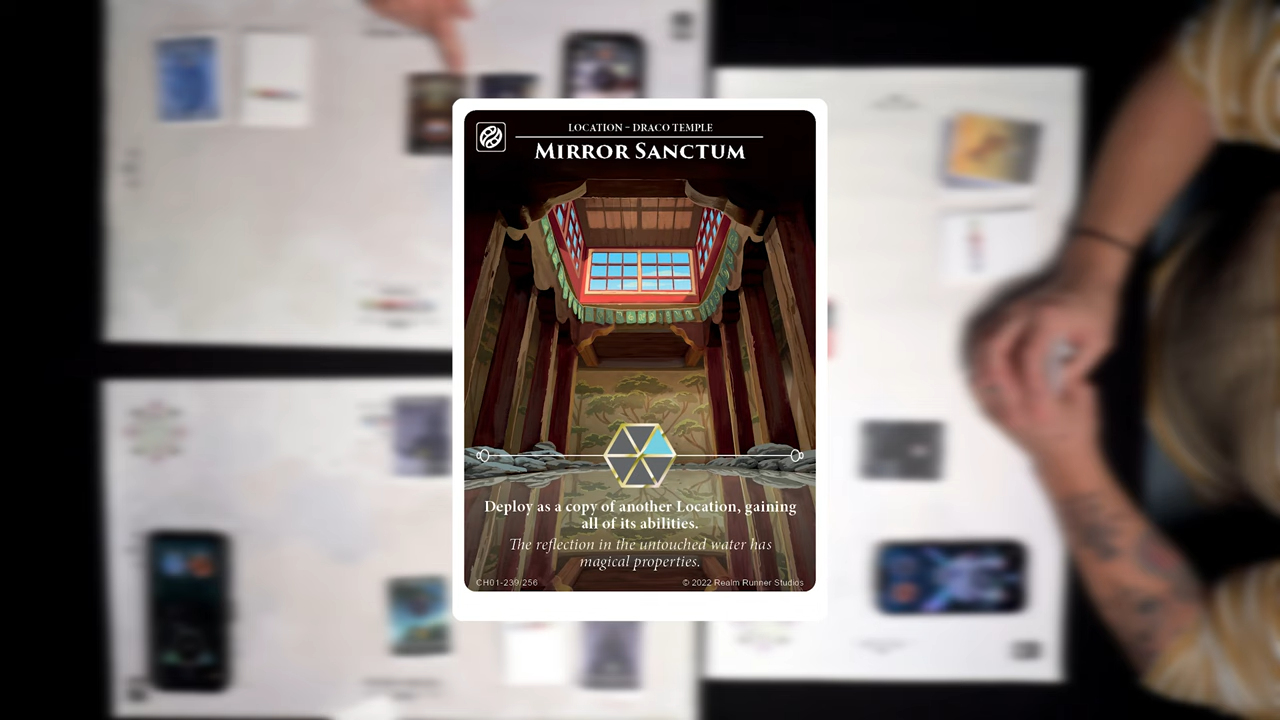 LOCATION – DRACO TEMPLE
MIRROR SANCTUM
Deploy as a copy of another Location, gaining
all of its abilities.
The reflection in the untouched water has
magical properties.
CH01-239/256
© 2022 Realm Runner Studios